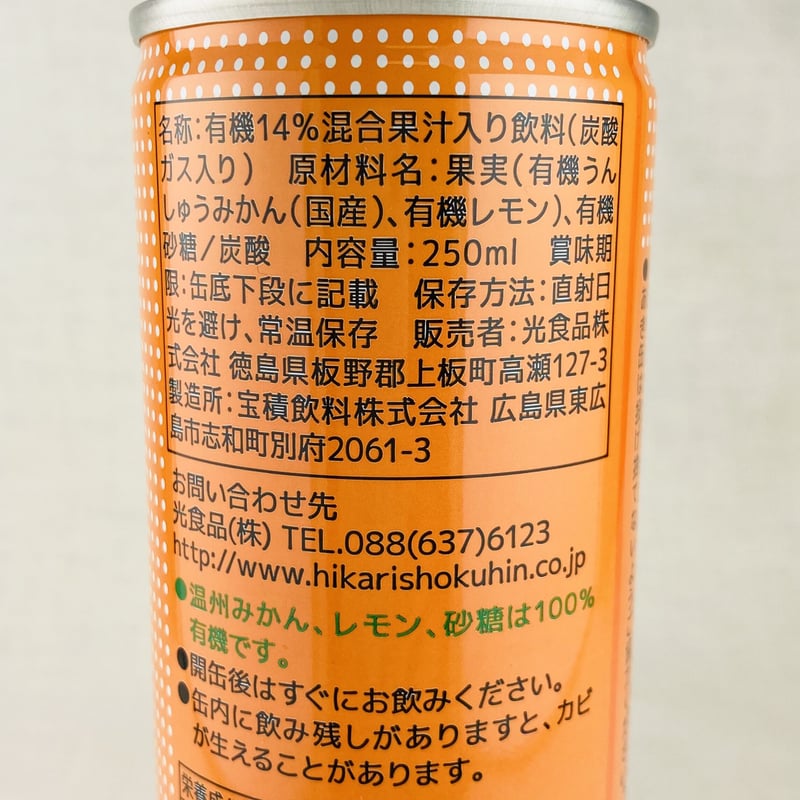 名称：有機14％混合果汁入り飲料（炭酸
ガス入り）　原材料名：果実（有機うん
しゅうみかん（国産）、有機レモン）、有機
砂糖／炭酸　内容量：250ml　賞味期
限：缶底下段に記載　保存方法：直射日
光を避け、常温保存　販売者：光食品株
式会社 徳島県板野郡上板町高瀬127-3
製造所：宝積飲料株式会社 広島県東広
島市志和町別府2061-3
お問い合わせ先
光食品(株) TEL.088(637)6123
http://www.hikarishokuhin.co.jp
●温州みかん、レモン、砂糖は100％
有機です。
●開缶後はすぐにお飲みください。
●缶内に飲み残しがありますと、カビ
が生えることがあります。
栄養成